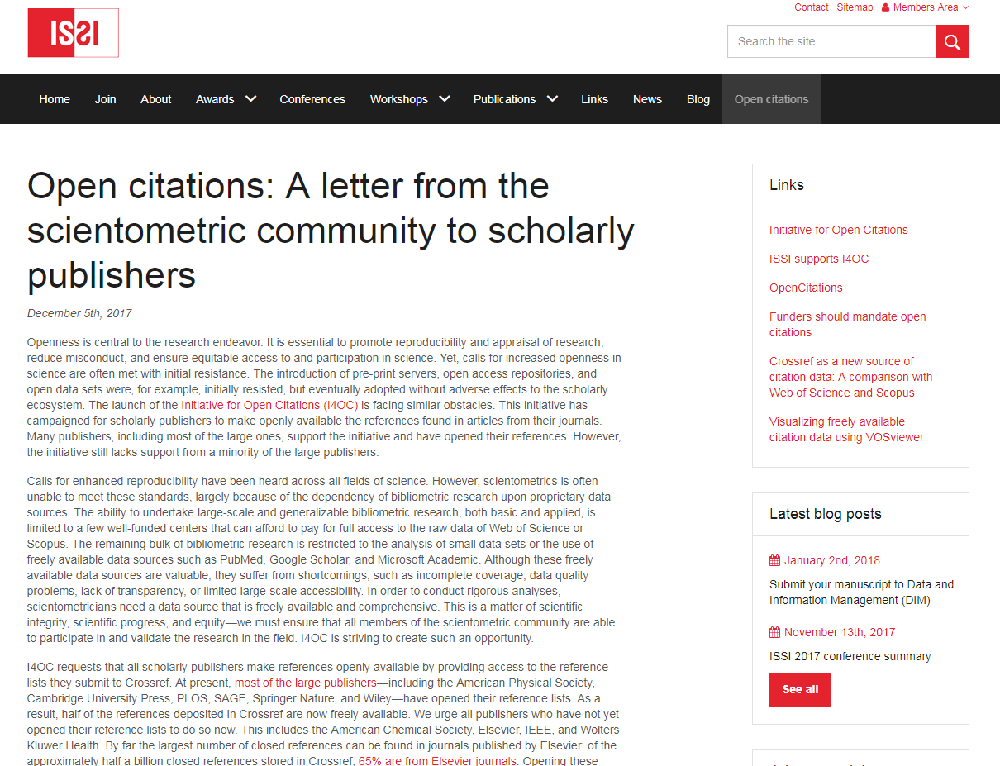 Contact Sitemap Members Area
ISSI
Search the site
Home Join About Awards Conferences Workshops Publications Links News Blog Open citations
Open citations: A letter from the
scientometric community to scholarly
publishers
December 5th, 2017
Openness is central to the research endeavor. It is essential to promote reproducibility and appraisal of research,
reduce misconduct, and ensure equitable access to and participation in science. Yet, calls for increased openness in
science are often met with initial resistance. The introduction of pre-print servers, open access repositories, and
open data sets were, for example, initially resisted, but eventually adopted without adverse effects to the scholarly
ecosystem. The launch of the Initiative for Open Citations (I4OC) is facing similar obstacles. This initiative has
campaigned for scholarly publishers to make openly available the references found in articles from their journals.
Many publishers, including most of the large ones, support the initiative and have opened their references. However,
the initiative still lacks support from a minority of the large publishers.
Calls for enhanced reproducibility have been heard across all fields of science. However, scientometrics is often
unable to meet these standards, largely because of the dependency of bibliometric research upon proprietary data
sources. The ability to undertake large-scale and generalizable bibliometric research, both basic and applied, is
limited to a few well-funded centers that can afford to pay for full access to the raw data of Web of Science or
Scopus. The remaining bulk of bibliometric research is restricted to the analysis of small data sets or the use of
freely available data sources such as PubMed, Google Scholar, and Microsoft Academic. Although these freely
available data sources are valuable, they suffer from shortcomings, such as incomplete coverage, data quality
problems, lack of transparency, or limited large-scale accessibility. In order to conduct rigorous analyses,
scientometricians need a data source that is freely available and comprehensive. This is a matter of scientific
integrity, scientific progress, and equity—we must ensure that all members of the scientometric community are able
to participate in and validate the research in the field. I4OC is striving to create such an opportunity.
I4OC requests that all scholarly publishers make references openly available by providing access to the reference
lists they submit to Crossref. At present, most of the large publishers—including the American Physical Society,
Cambridge University Press, PLOS, SAGE, Springer Nature, and Wiley—have opened their reference lists. As a
result, half of the references deposited in Crossref are now freely available. We urge all publishers who have not yet
opened their reference lists to do so now. This includes the American Chemical Society, Elsevier, IEEE, and Wolters
Kluwer Health. By far the largest number of closed references can be found in journals published by Elsevier: of the
approximately half a billion closed references stored in Crossref, 65% are from Elsevier journals. Opening these
Links
Initiative for Open Citations
ISSI supports I4OC
OpenCitations
Funders should mandate open
citations
Crossref as a new source of
citation data: A comparison with
Web of Science and Scopus
Visualizing freely available
citation data using VOSviewer
Latest blog posts
January 2nd, 2018
Submit your manuscript to Data and
Information Management (DIM)
November 13th, 2017
ISSI 2017 conference summary
See all